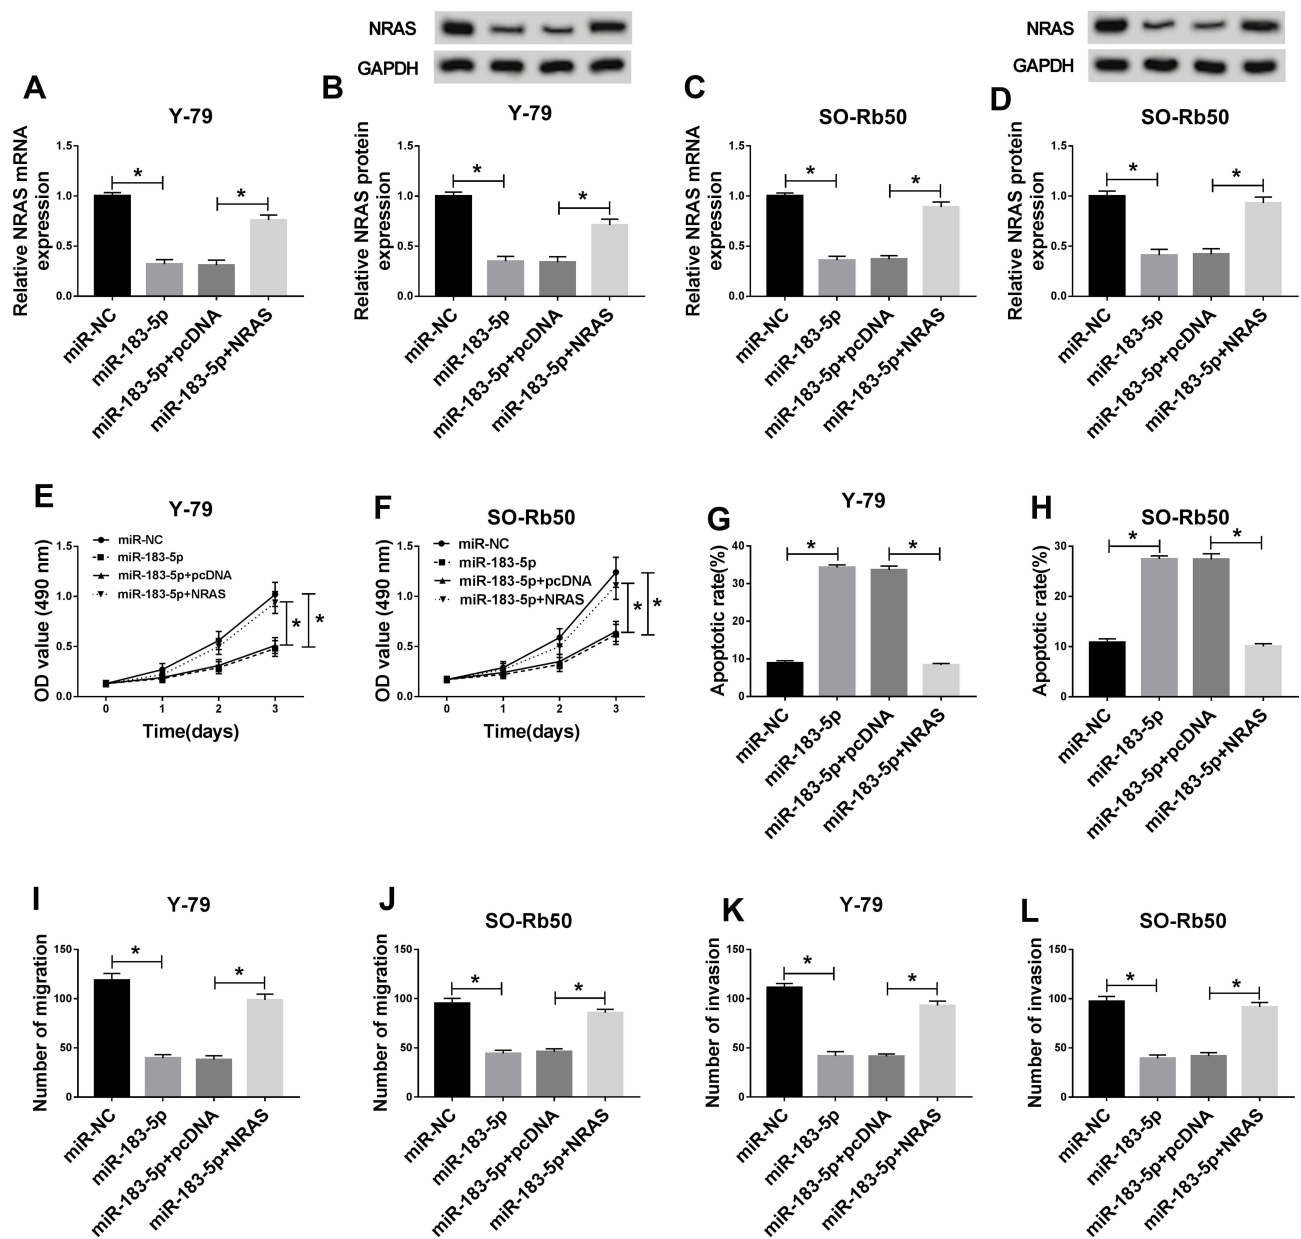 NRAS
GAPDH
NRAS
GAPDH
A
Y-79
Relative NRAS mRNA
expression
1.5
1.0
0.5
0.0
*
*
miR-NC
miR-183-5p
miR-183-5p+pcDNA
miR-183-5p+NRAS
B
Y-79
Relative NRAS protein
expression
1.5
1.0
0.5
0.0
*
*
miR-NC
miR-183-5p
miR-183-5p+pcDNA
miR-183-5p+NRAS
C
SO-Rb50
Relative NRAS mRNA
expression
1.5
1.0
0.5
0.0
*
*
miR-NC
miR-183-5p
miR-183-5p+pcDNA
miR-183-5p+NRAS
D
SO-Rb50
Relative NRAS protein
expression
1.5
1.0
0.5
0.0
*
*
miR-NC
miR-183-5p
miR-183-5p+pcDNA
miR-183-5p+NRAS
E
Y-79
miR-NC
miR-183-5p
miR-183-5p+pcDNA
miR-183-5p+NRAS
OD value (490 nm)
1.5
1.0
0.5
0.0
*
*
0 1 2 3
Time(days)
F
SO-Rb50
miR-NC
miR-183-5p
miR-183-5p+pcDNA
miR-183-5p+NRAS
OD value (490 nm)
1.5
1.0
0.5
0.0
*
*
0 1 2 3
Time(days)
G
Y-79
Apoptotic rate(%)
40
30
20
10
0
*
*
miR-NC
miR-183-5p
miR-183-5p+pcDNA
miR-183-5p+NRAS
H
SO-Rb50
Apoptotic rate(%)
30
20
10
0
*
*
miR-NC
miR-183-5p
miR-183-5p+pcDNA
miR-183-5p+NRAS
I
Y-79
Number of migration
150
100
50
0
*
*
miR-NC
miR-183-5p
miR-183-5p+pcDNA
miR-183-5p+NRAS
J
SO-Rb50
Number of migration
150
100
50
0
*
*
miR-NC
miR-183-5p
miR-183-5p+pcDNA
miR-183-5p+NRAS
K
Y-79
Number of invasion
150
100
50
0
*
*
miR-NC
miR-183-5p
miR-183-5p+pcDNA
miR-183-5p+NRAS
L
SO-Rb50
Number of invasion
150
100
50
0
*
*
miR-NC
miR-183-5p
miR-183-5p+pcDNA
miR-183-5p+NRAS